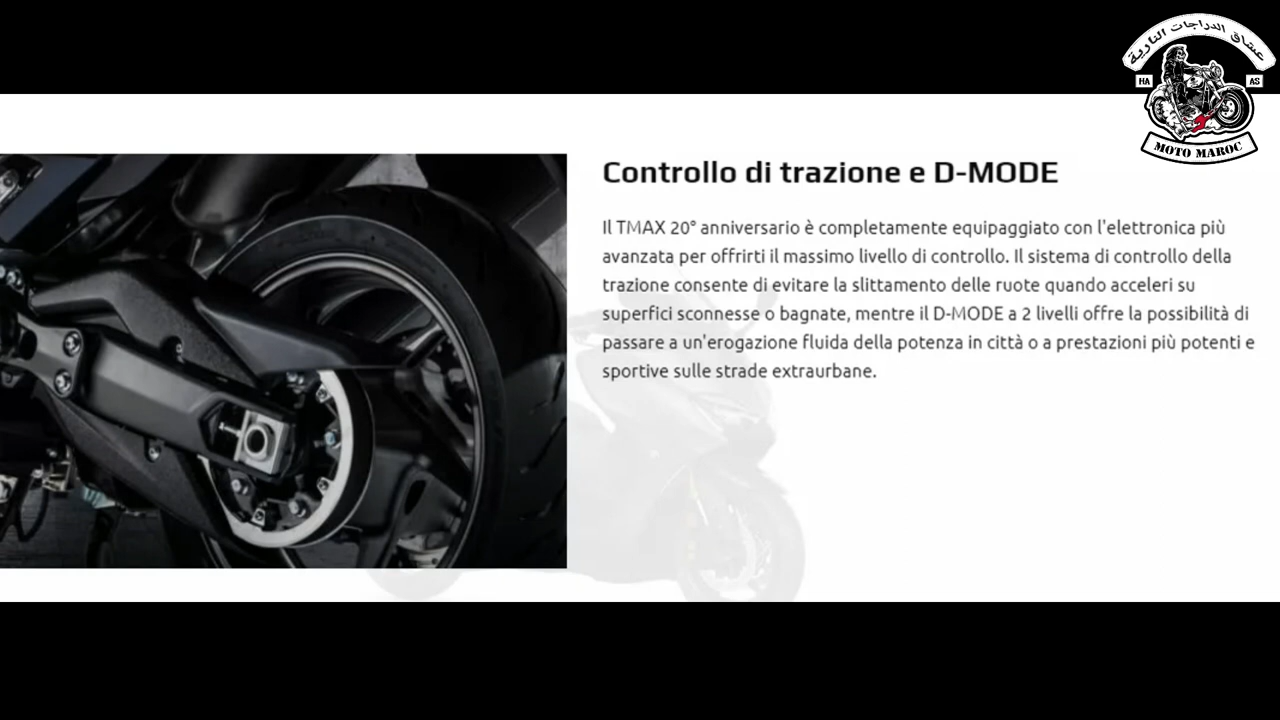 عشاق الدراجات النارية
HA AS
MOTO MAROC
Controllo di trazione e D-MODE
Il TMAX 20° anniversario è completamente equipaggiato con l'elettronica più
avanzata per offrirti il massimo livello di controllo. Il sistema di controllo della
trazione consente di evitare la slittamento delle ruote quando acceleri su
superfici sconnesse o bagnate, mentre il D-MODE a 2 livelli offre la possibilità di
passare a un'erogazione fluida della potenza in città o a prestazioni più potenti e
sportive sulle strade extraurbane.